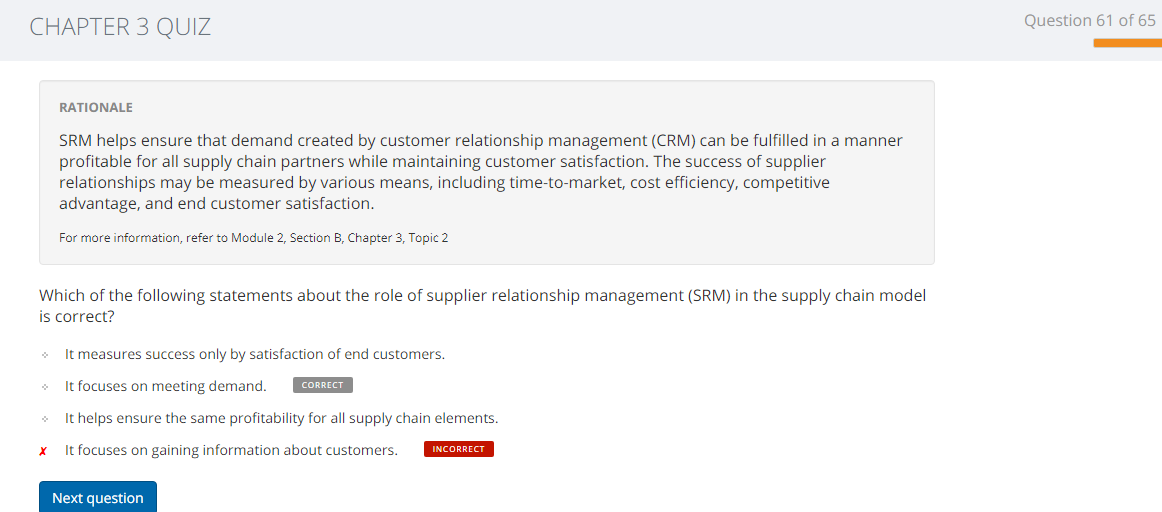 CHAPTER 3 QUIZ
Question 61 of 65
RATIONALE
SRM helps ensure that demand created by customer relationship management (CRM) can be fulfilled in a manner
profitable for all supply chain partners while maintaining customer satisfaction. The success of supplier
relationships may be measured by various means, including time-to-market, cost efficiency, competitive
advantage, and end customer satisfaction.
For more information, refer to Module 2, Section B, Chapter 3, Topic 2
Which of the following statements about the role of supplier relationship management (SRM) in the supply chain model
is correct?
It measures success only by satisfaction of end customers.
It focuses on meeting demand. CORRECT
It helps ensure the same profitability for all supply chain elements.
✗ It focuses on gaining information about customers. INCORRECT
Next question